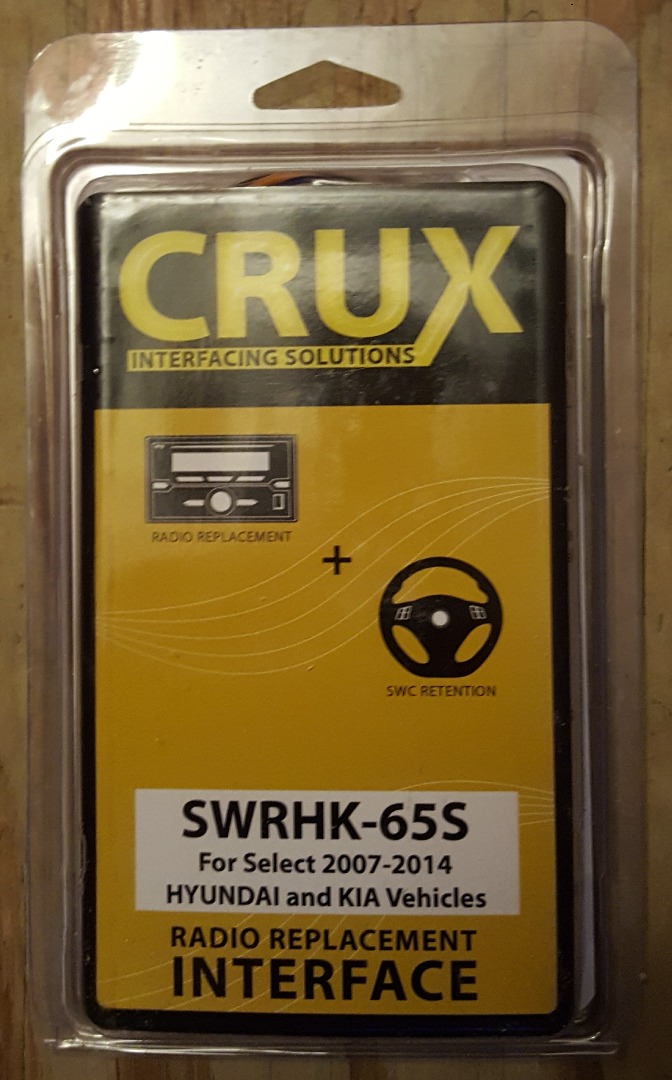 CRUX
INTERFACING SOLUTIONS
RADIO REPLACEMENT
+
SWC RETENTION
SWRHK-65S
For Select 2007-2014
HYUNDAI and KIA Vehicles
RADIO REPLACEMENT
INTERFACE